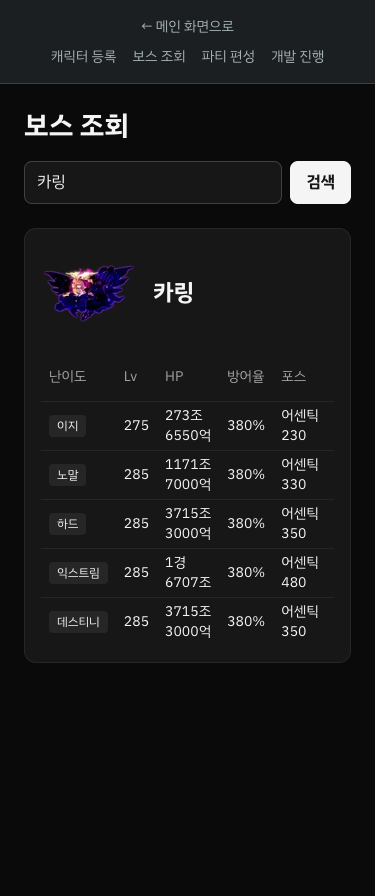 ← 메인 화면으로
캐릭터 등록 보스 조회 파티 편성 개발 진행
보스 조회
카링 검색
카링
난이도 Lv HP 방어율 포스
이지 275 273조 6550억 380% 어센틱 230
노말 285 1171조 7000억 380% 어센틱 330
하드 285 3715조 3000억 380% 어센틱 350
익스트림 285 1경 6707조 380% 어센틱 480
데스티니 285 3715조 3000억 380% 어센틱 350